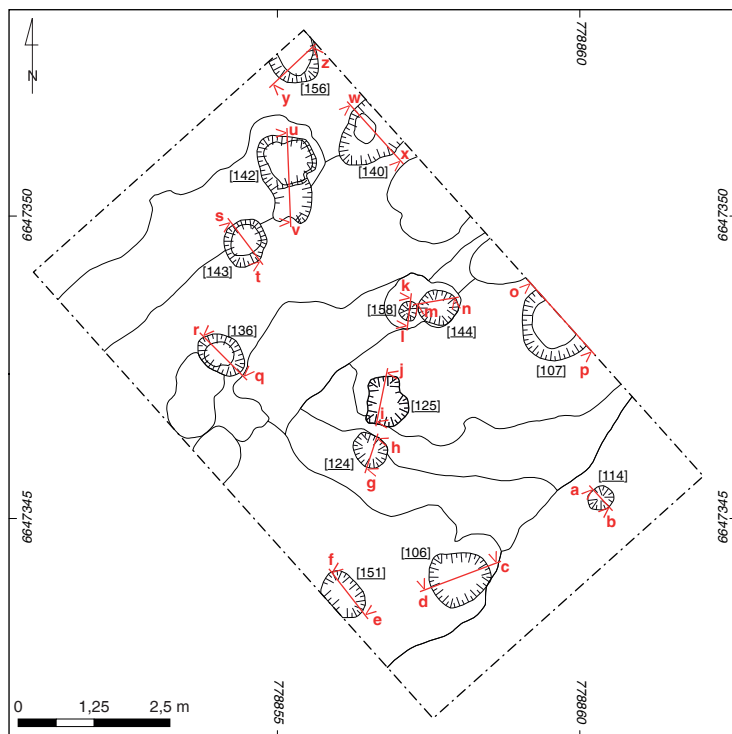 778860
N
z
[156]
y
w
u
x
[140]
[142]
6647350
6647350
s
v
[143]
t
k
o
[158]
m
n
l
[144]
r
[136]
q
p
[107]
j
i
[125]
h
[124]
g
a
[114]
b
6647345
6647345
[106]
c
f
[151]
d
e
0 1,25 2,5 m
778855
778860